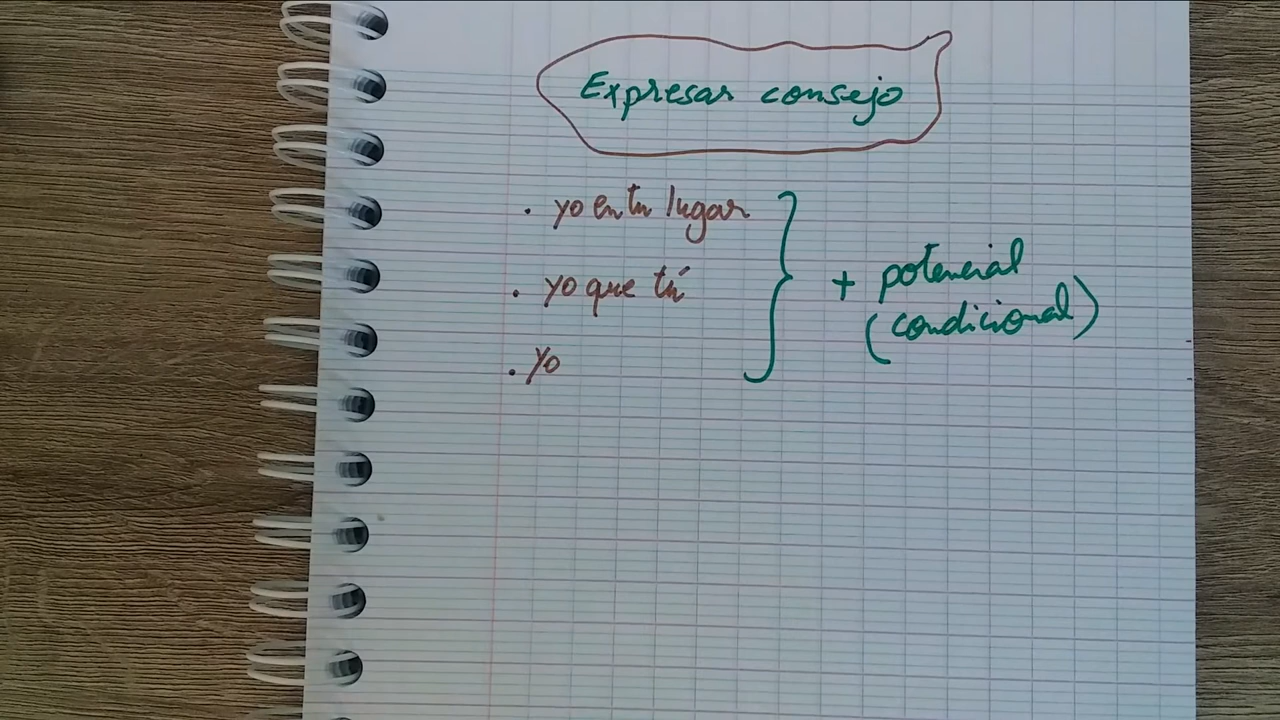 Expresar consejo
. yo en tu lugar
. yo que tú
. yo
+ potencial
(condicional)